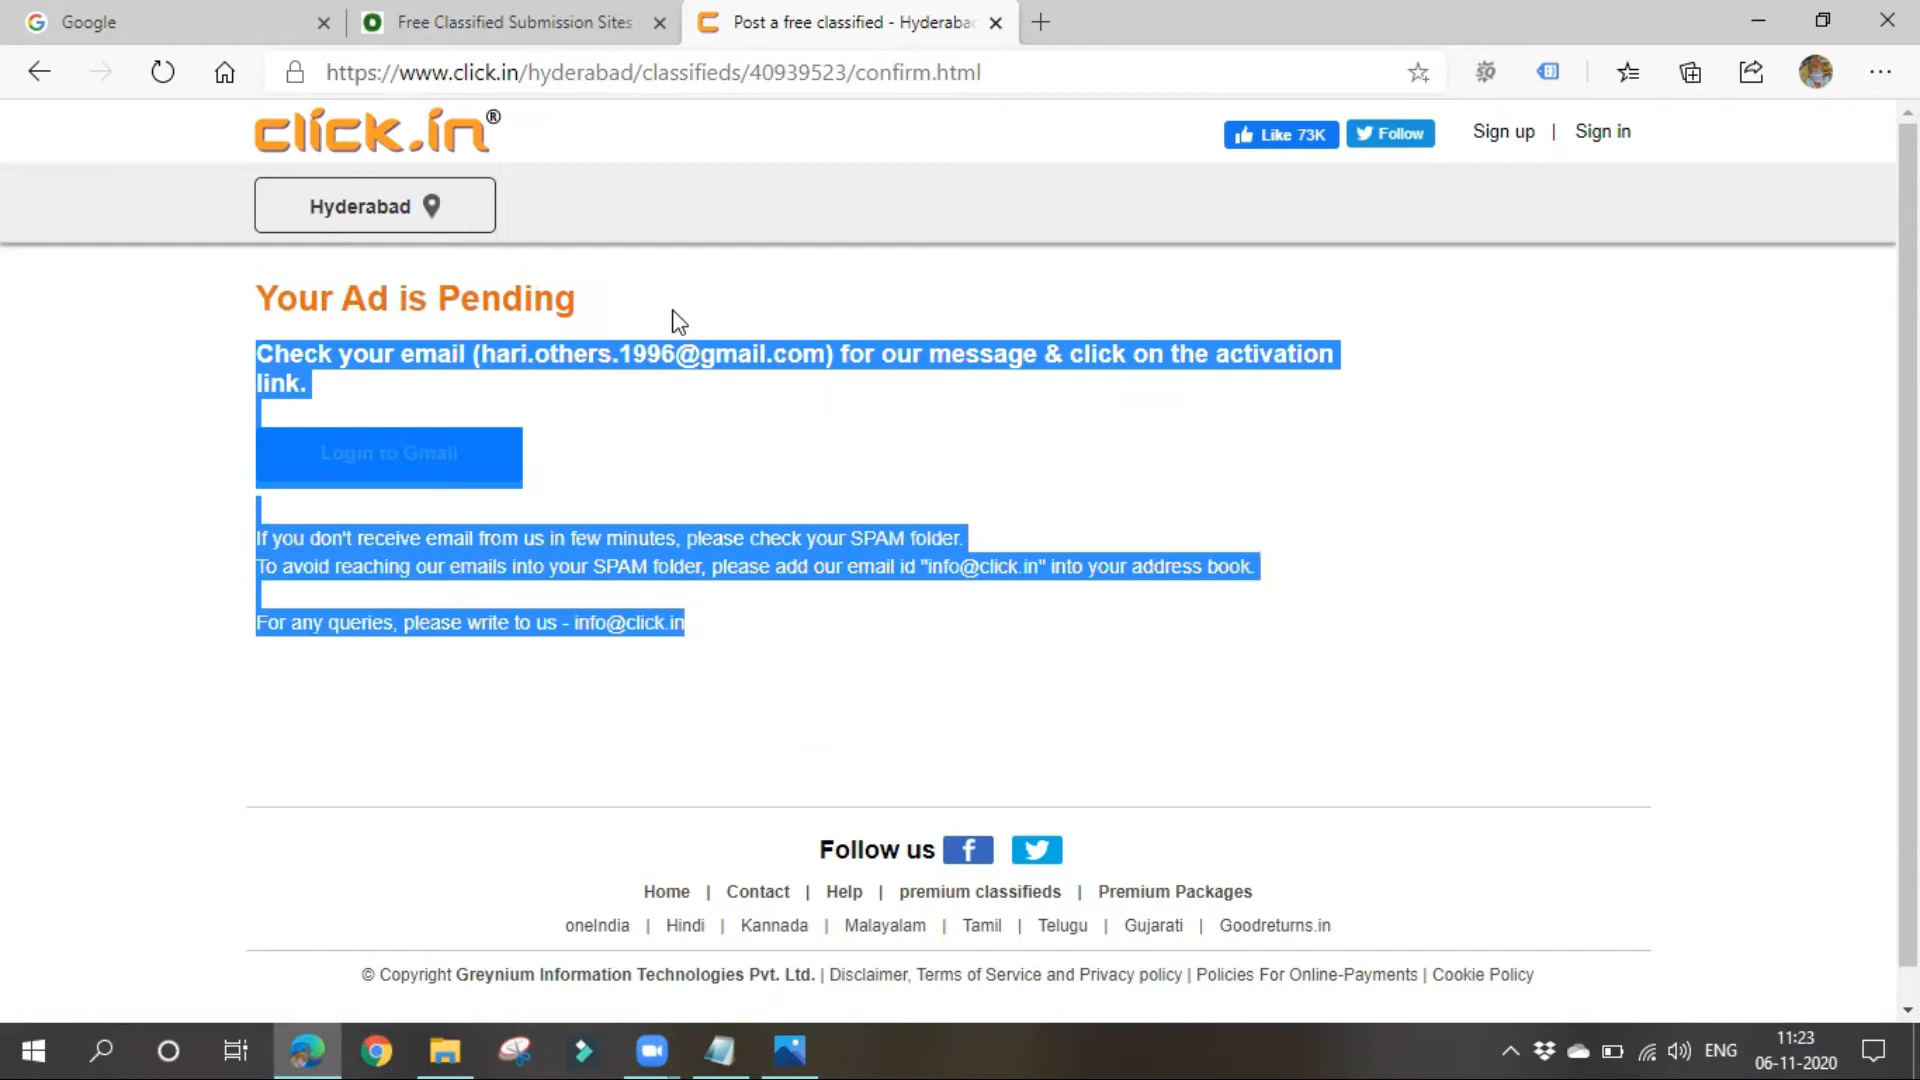 Google
Free Classified Submission Sites
Post a free classified - Hyderabad
https://www.click.in/hyderabad/classifieds/40939523/confirm.html
click.in®
Like 73K
Follow
Sign up | Sign in
Hyderabad
Your Ad is Pending
Check your email (hari.others.1996@gmail.com) for our message & click on the activation
link.
Login to Gmail
If you don't receive email from us in few minutes, please check your SPAM folder.
To avoid reaching our emails into your SPAM folder, please add our email id "info@click.in" into your address book.
For any queries, please write to us - info@click.in
Follow us
Home | Contact | Help | premium classifieds | Premium Packages
oneIndia | Hindi | Kannada | Malayalam | Tamil | Telugu | Gujarati | Goodreturns.in
© Copyright Greynium Information Technologies Pvt. Ltd. | Disclaimer, Terms of Service and Privacy policy | Policies For Online-Payments | Cookie Policy
ENG
11:23
06-11-2020